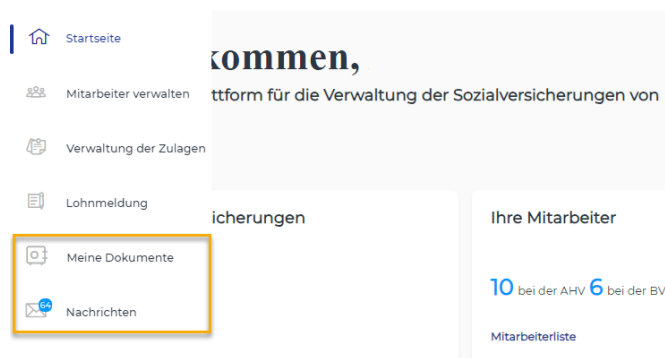 Startseite
kommen,
Mitarbeiter verwalten
ttform für die Verwaltung der Sozialversicherungen von
Verwaltung der Zulagen
Lohnmeldung
icherungen
Ihre Mitarbeiter
Meine Dokumente
10 bei der AHV 6 bei der BV
64
Nachrichten
Mitarbeiterliste